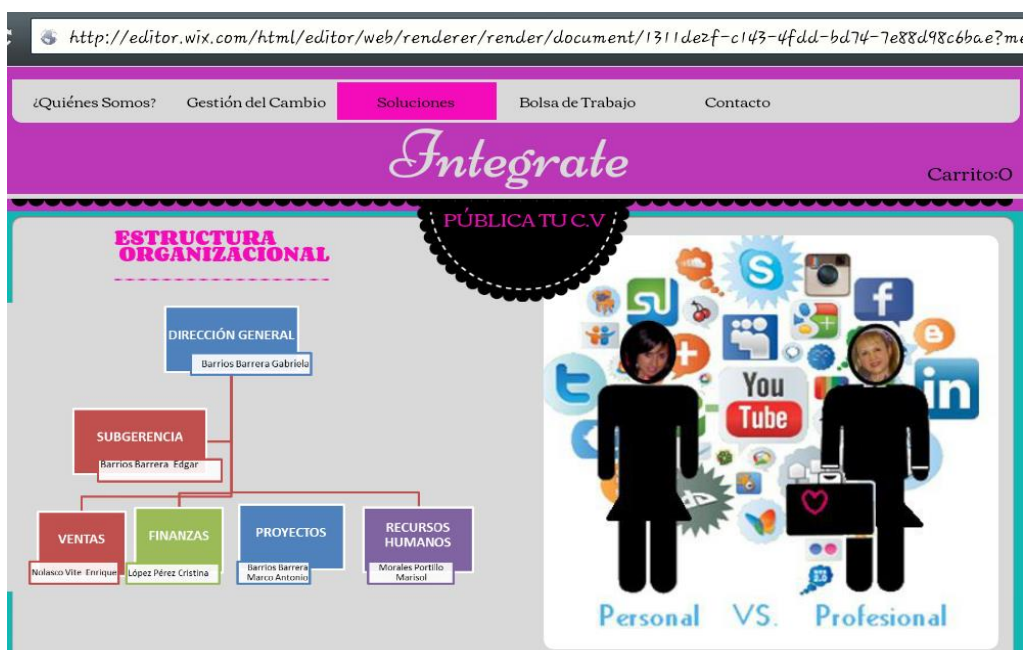 http://editor.wix.com/html/editor/web/renderer/render/document/1311de2f-c143-4fdd-bd74-7e88d98c6bae?me
¿Quiénes Somos? Gestión del Cambio Soluciones Bolsa de Trabajo Contacto
Integrate
Carrito:0
PÚBLICA TU C.V
ESTRUCTURA
ORGANIZACIONAL
DIRECCIÓN GENERAL
Barrios Barrera Gabriela
SUBGERENCIA
Barrios Barrera Edgar
VENTAS
Nolasco Vite Enrique
FINANZAS
López Pérez Cristina
PROYECTOS
Barrios Barrera
Marco Antonio
RECURSOS
HUMANOS
Morales Portillo
Marisol
You
Tube
in
Personal VS. Profesional